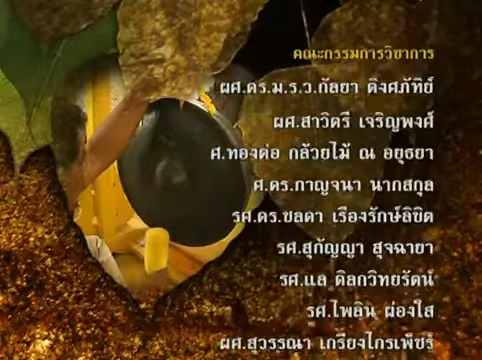 คณะกรรมการวิชาการ
ผศ.ดร.ม.ร.ว.กัลยา ติงศภัทิย์
ผศ.สาวิตรี เจริญพงศ์
ศ.ทองต่อ กล้วยไม้ ณ อยุธยา
ศ.ดร.กาญจนา นาคสกุล
รศ.ดร.ชลดา เรืองรักษ์ลิขิต
รศ.สุกัญญา สุจฉายา
รศ.แล ดิลกวิทยรัตน์
รศ.ไพลิน ผ่องใส
ผศ.สุวรรณา เกรียงไกรเพ็ชร์